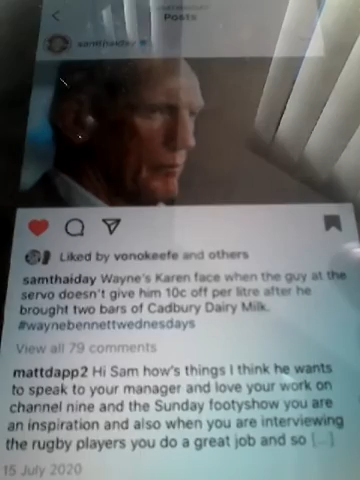 Posts
samthaiday
Liked by vonokeefe and others
samthaiday Wayne's Karen face when the guy at the
servo doesn't give him 10c off per litre after he
brought two bars of Cadbury Dairy Milk.
#waynebennettwednesdays
View all 79 comments
mattdapp2 Hi Sam how's things I think he wants
to speak to your manager and love your work on
channel nine and the Sunday footyshow you are
an inspiration and also when you are interviewing
the rugby players you do a great job and so [...]
15 July 2020